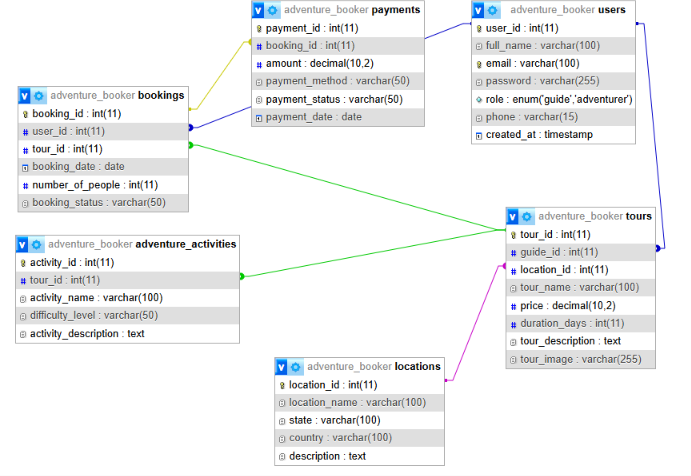 adventure_booker payments
payment_id : int(11)
booking_id : int(11)
amount : decimal(10,2)
payment_method : varchar(50)
payment_status : varchar(50)
payment_date : date
adventure_booker users
user_id : int(11)
full_name : varchar(100)
email : varchar(100)
password : varchar(255)
role : enum('guide','adventurer')
phone : varchar(15)
created_at : timestamp
adventure_booker bookings
booking_id : int(11)
user_id : int(11)
tour_id : int(11)
booking_date : date
number_of_people : int(11)
booking_status : varchar(50)
adventure_booker adventure_activities
activity_id : int(11)
tour_id : int(11)
activity_name : varchar(100)
difficulty_level : varchar(50)
activity_description : text
adventure_booker tours
tour_id : int(11)
guide_id : int(11)
location_id : int(11)
tour_name : varchar(100)
price : decimal(10,2)
duration_days : int(11)
tour_description : text
tour_image : varchar(255)
adventure_booker locations
location_id : int(11)
location_name : varchar(100)
state : varchar(100)
country : varchar(100)
description : text